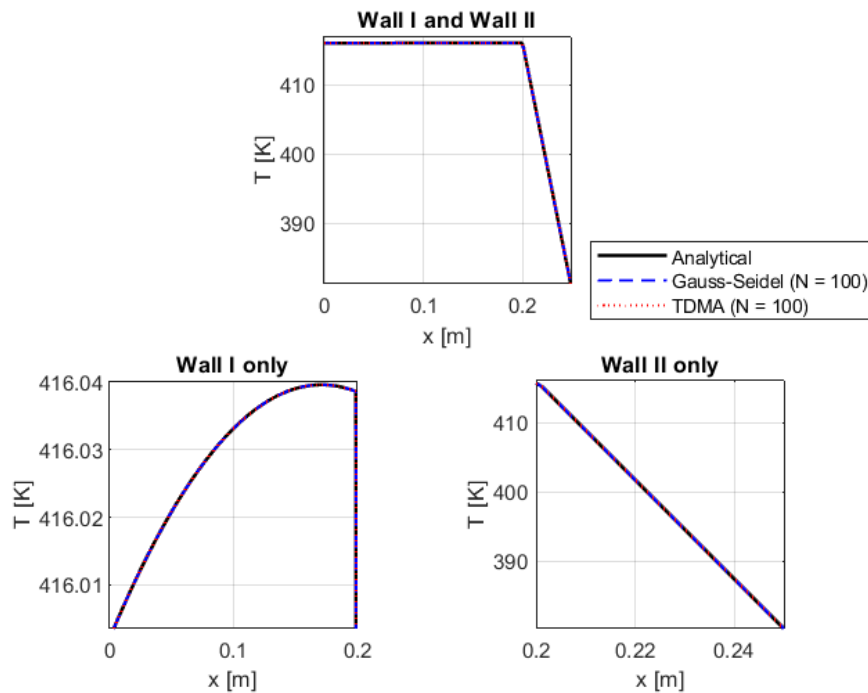 Wall I and Wall II
410
400
390
T [K]
0
0.1
0.2
x [m]
Analytical
Gauss-Seidel (N = 100)
TDMA (N = 100)
Wall I only
416.04
416.03
416.02
416.01
T [K]
0
0.1
0.2
x [m]
Wall II only
410
400
390
T [K]
0.2
0.22
0.24
x [m]